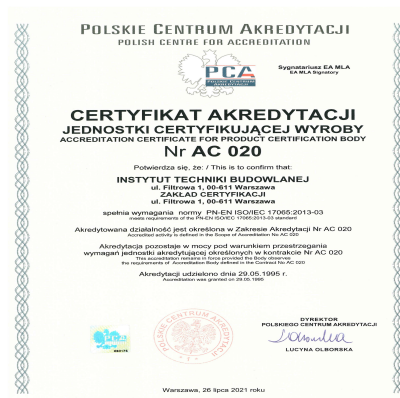 POLSKIE CENTRUM AKREDYTACJI
POLISH CENTRE FOR ACCREDITATION
Sygnatariusz EA MLA
EA MLA Signatory
PCA
POLSKIE CENTRUM
AKREDYTACJI
CERTYFIKAT AKREDYTACJI
JEDNOSTKI CERTYFIKUJĄCEJ WYROBY
ACCREDITATION CERTIFICATE FOR PRODUCT CERTIFICATION BODY
Nr AC 020
Potwierdza się, że: / This is to confirm that:
INSTYTUT TECHNIKI BUDOWLANEJ
ul. Filtrowa 1, 00-611 Warszawa
ZAKŁAD CERTYFIKACJI
ul. Filtrowa 1, 00-611 Warszawa
spełnia wymagania normy PN-EN ISO/IEC 17065:2013-03
meets requirements of the PN-EN ISO/IEC 17065:2013-03 standard
Akredytowana działalność jest określona w Zakresie Akredytacji Nr AC 020
Accredited activity is defined in the Scope of Accreditation No AC 020
Akredytacja pozostaje w mocy pod warunkiem przestrzegania
wymagań jednostki akredytującej określonych w kontrakcie Nr AC 020
This accreditation remains in force provided the Body observes
the requirements of Accreditation Body defined in the Contract No AC 020
Akredytacji udzielono dnia 29.05.1995 r.
Accreditation was granted on 29.05.1995
DYREKTOR
POLSKIEGO CENTRUM AKREDYTACJI
LUCYNA OLBORSKA
Warszawa, 26 lipca 2021 roku